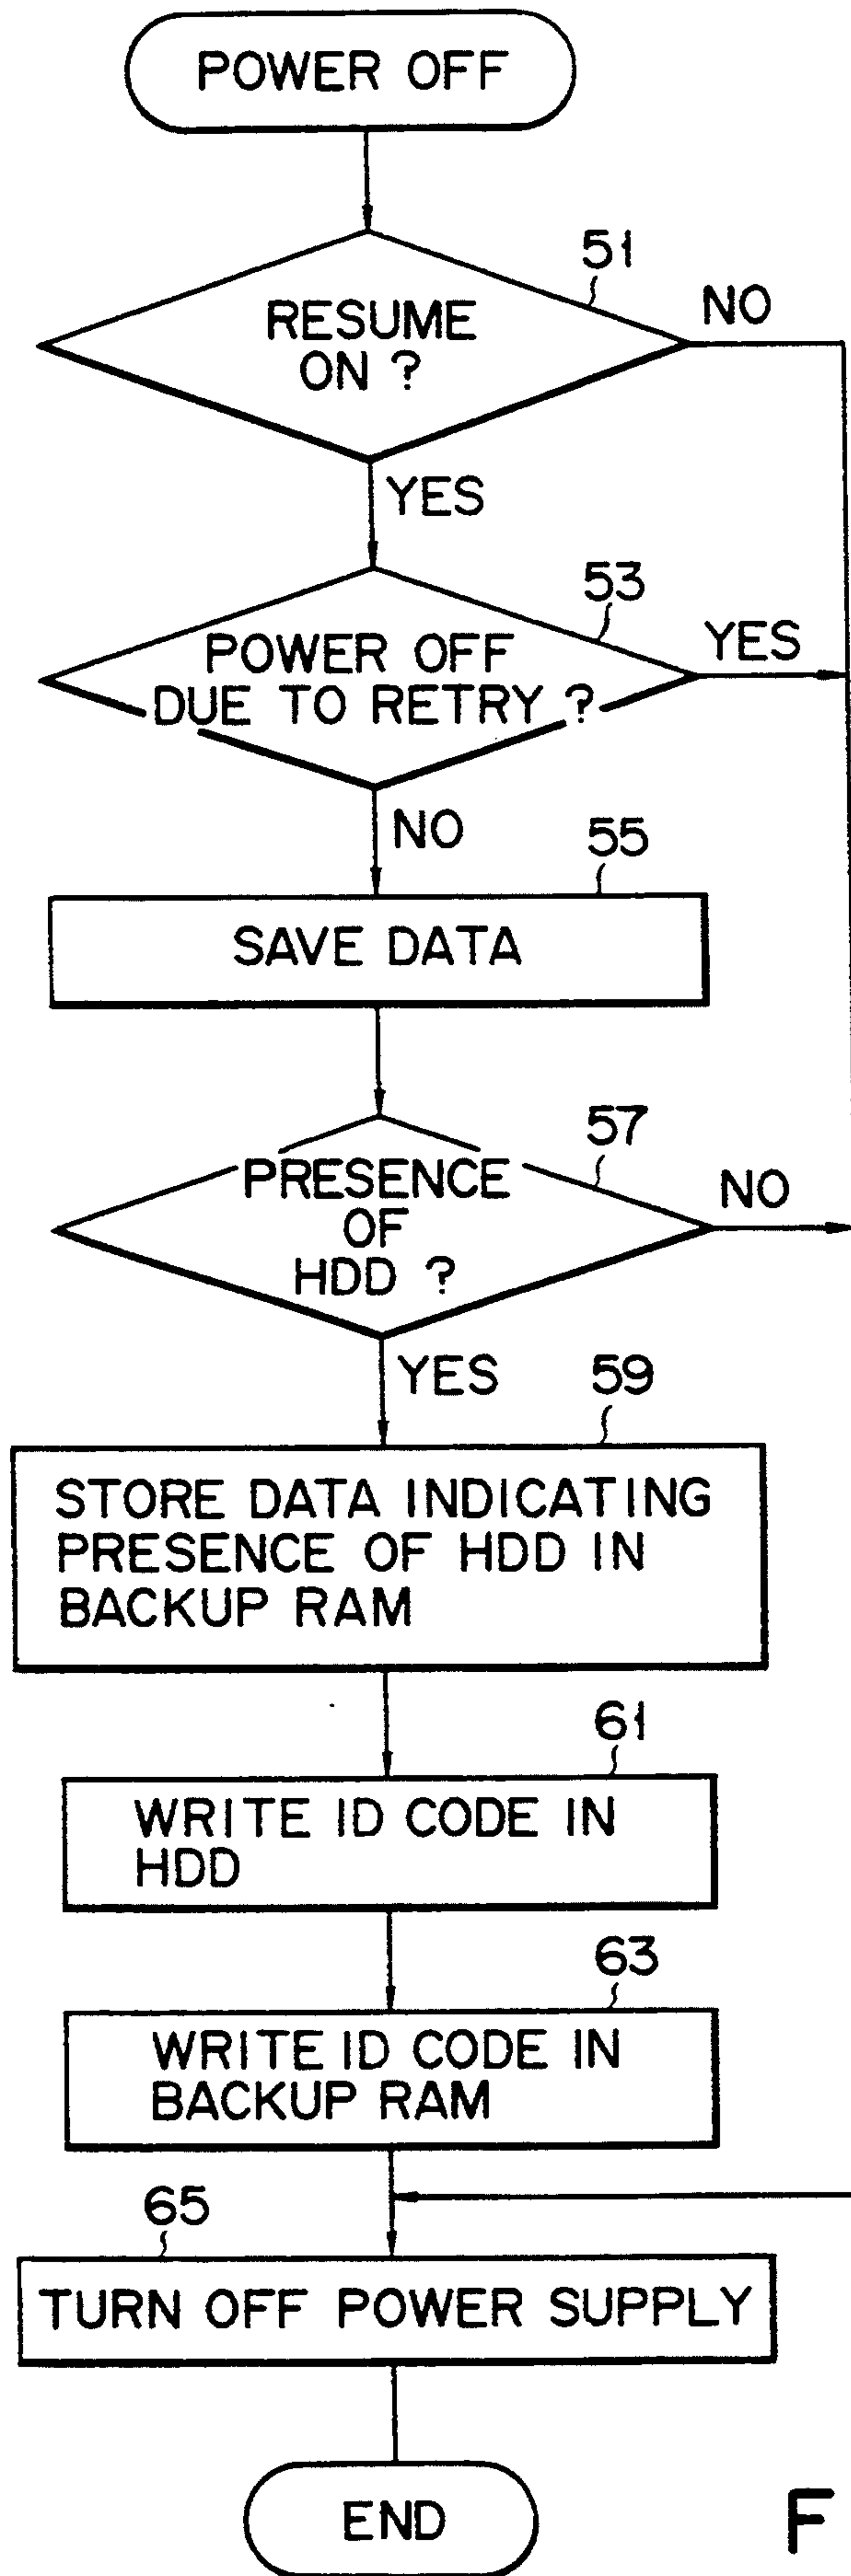 POWER OFF
51
RESUME
ON ?
NO
YES
53
POWER OFF
DUE TO RETRY ?
YES
NO
55
SAVE DATA
57
PRESENCE
OF
HDD ?
NO
YES
59
STORE DATA INDICATING
PRESENCE OF HDD IN
BACKUP RAM
61
WRITE ID CODE IN
HDD
63
WRITE ID CODE IN
BACKUP RAM
65
TURN OFF POWER SUPPLY
END
F